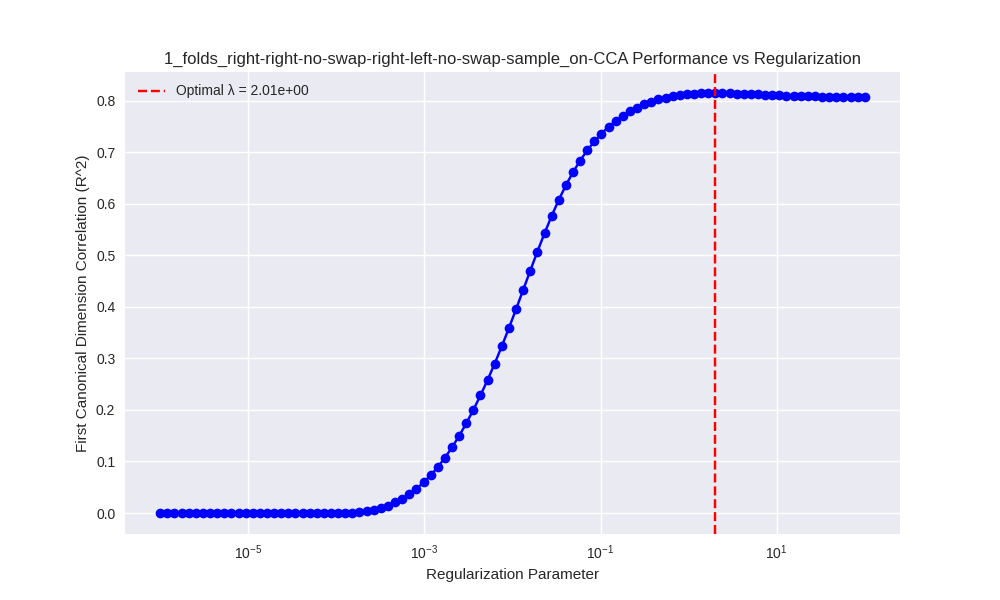 1_folds_right-right-no-swap-right-left-no-swap-sample_on-CCA Performance vs Regularization
Optimal λ = 2.01e+00
First Canonical Dimension Correlation (R^2)
0.8
0.7
0.6
0.5
0.4
0.3
0.2
0.1
0.0
10⁻⁵ 10⁻³ 10⁻¹ 10¹
Regularization Parameter